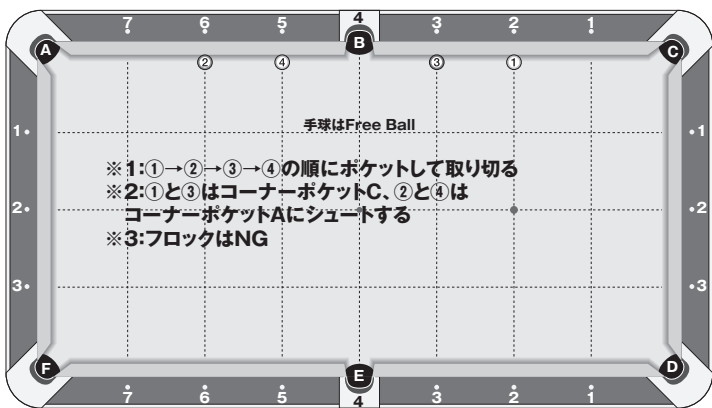 7 6 5 4 3 2 1
A B C
② ④ ③ ①
手球はFree Ball
1 1
※1:①→②→③→④の順にポケットして取り切る
※2:①と③はコーナーポケットC、②と④は
コーナーポケットAにシュートする
2 2
※3:フロックはNG
3 3
F E D
7 6 5 4 3 2 1